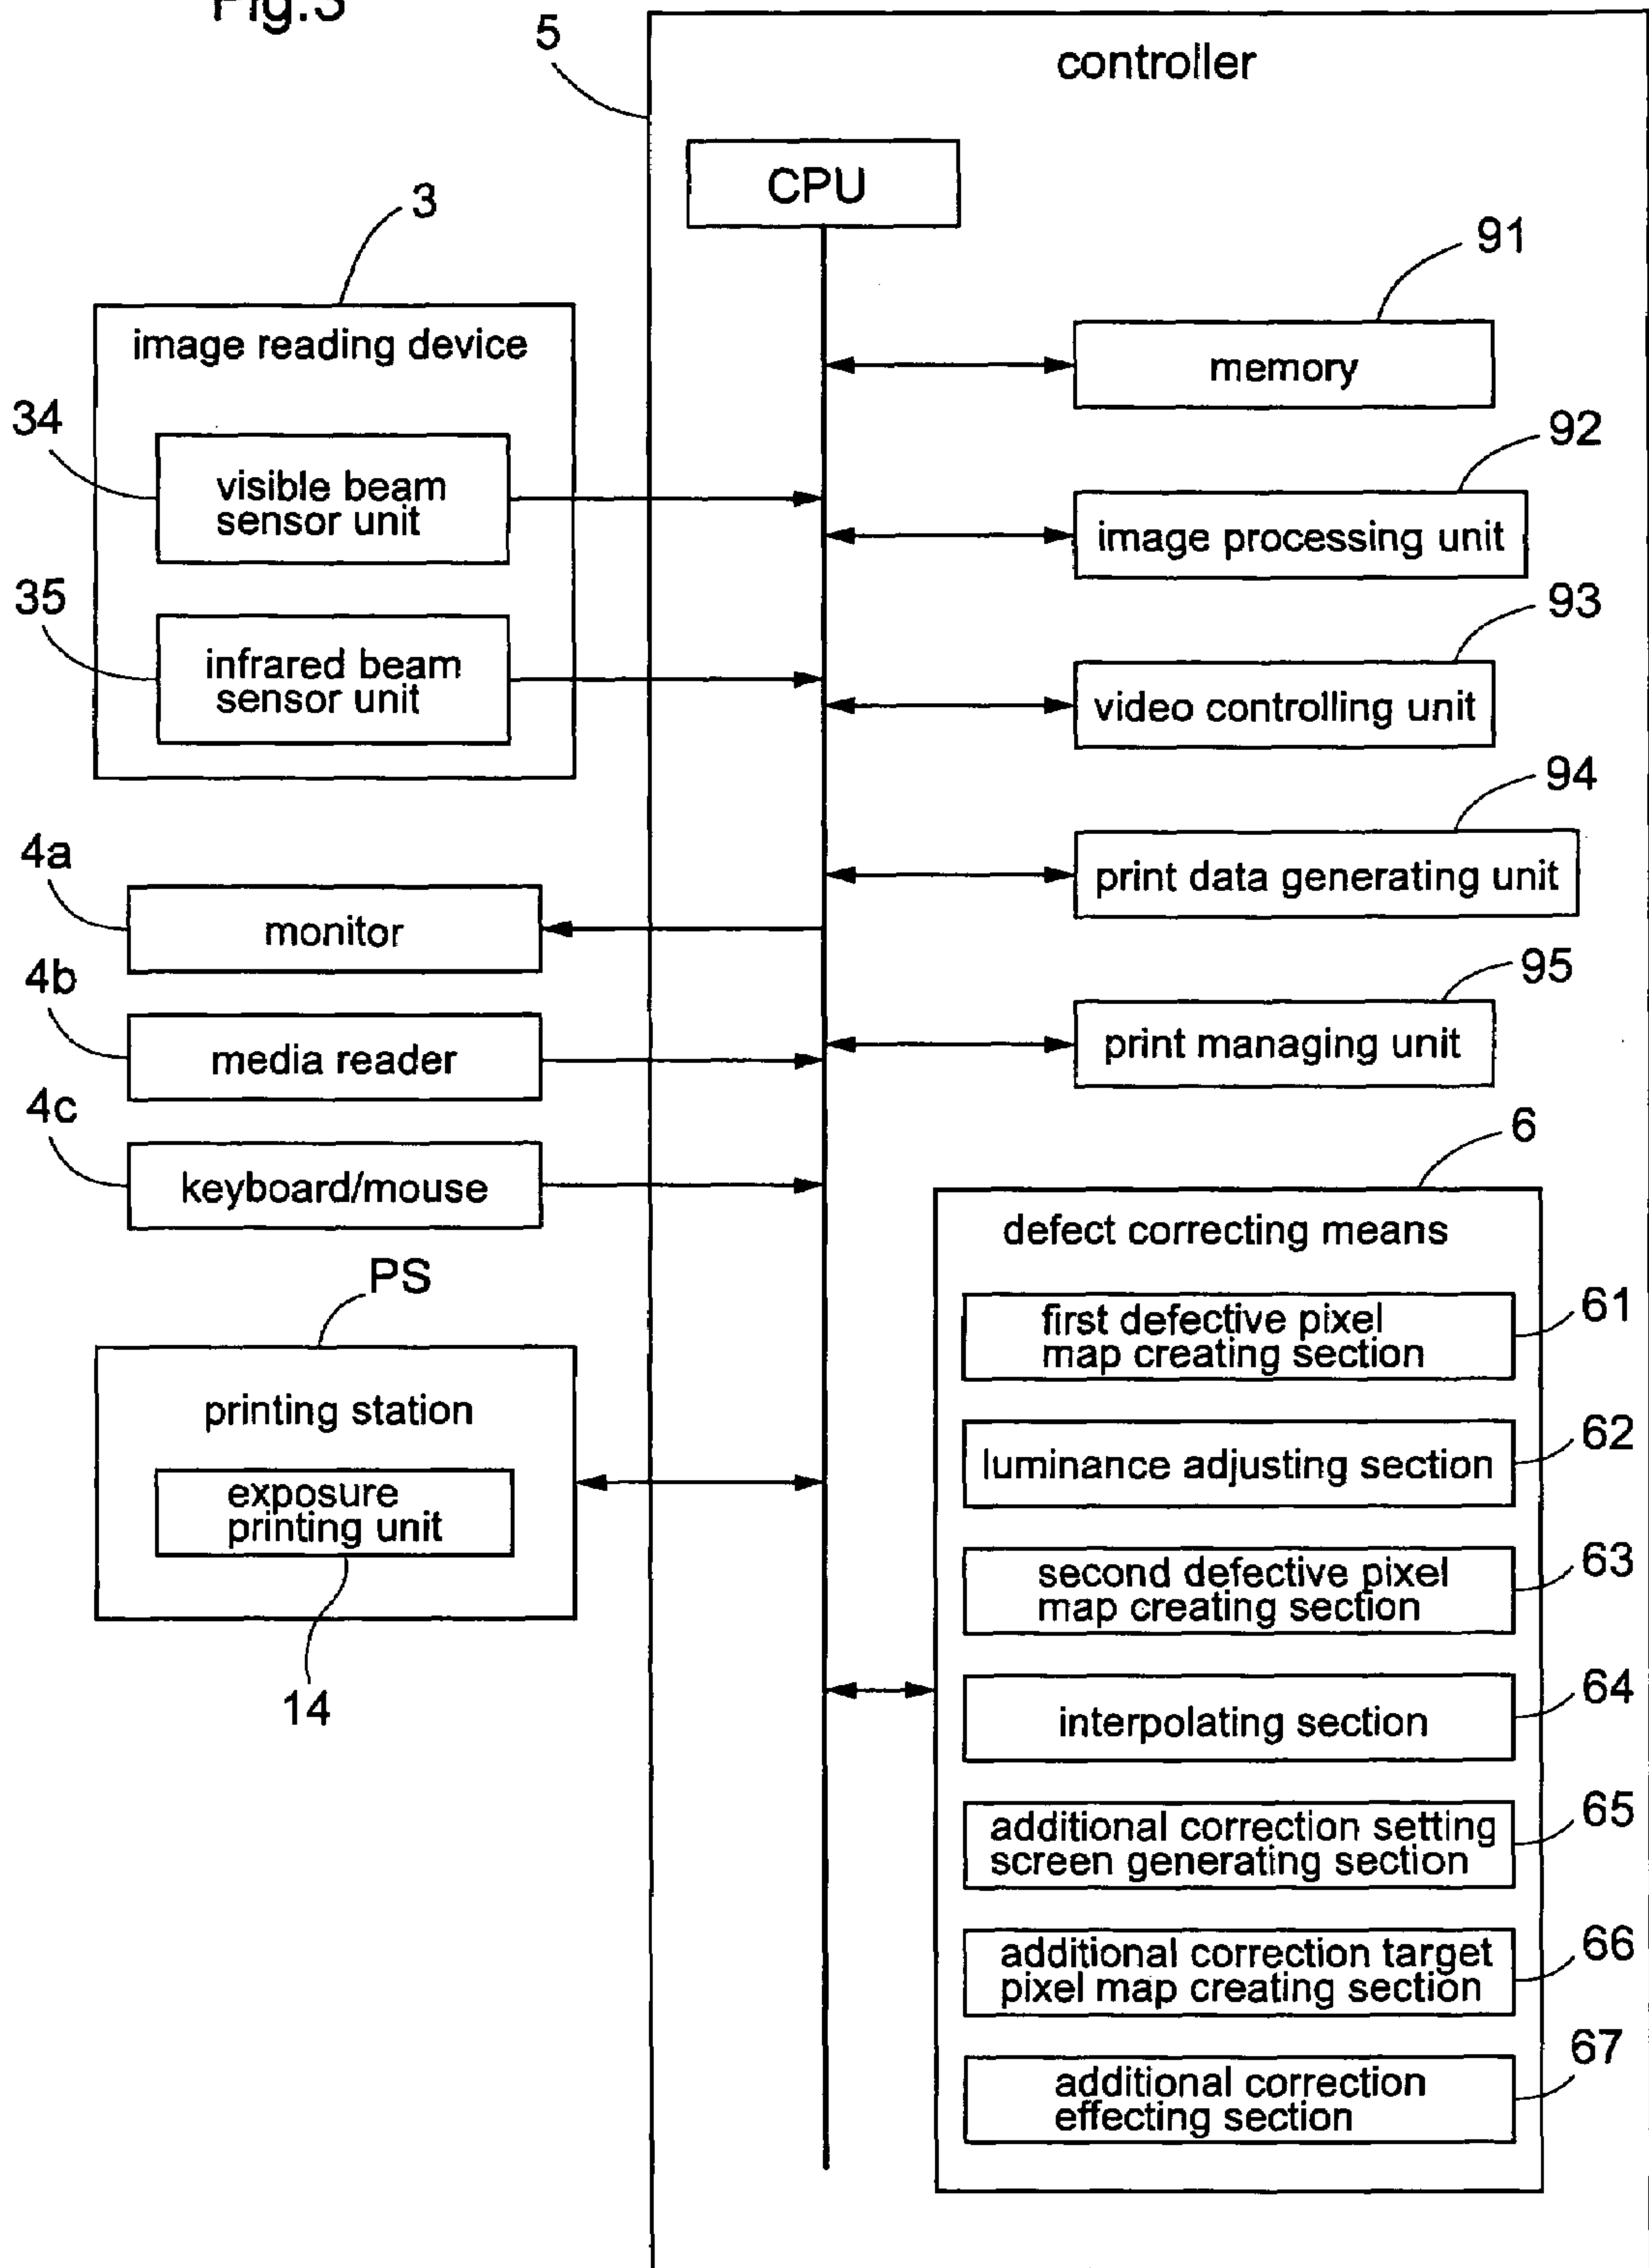 Fig.3
5
controller
CPU
3
91
image reading device
memory
34
92
visible beam
sensor unit
image processing unit
35
93
infrared beam
sensor unit
video controlling unit
94
4a
print data generating unit
monitor
4b
95
media reader
print managing unit
4c
6
keyboard/mouse
defect correcting means
PS
61
first defective pixel
map creating section
printing station
62
luminance adjusting section
exposure
printing unit
63
second defective pixel
map creating section
14
64
interpolating section
65
additional correction setting
screen generating section
66
additional correction target
pixel map creating section
67
additional correction
effecting section